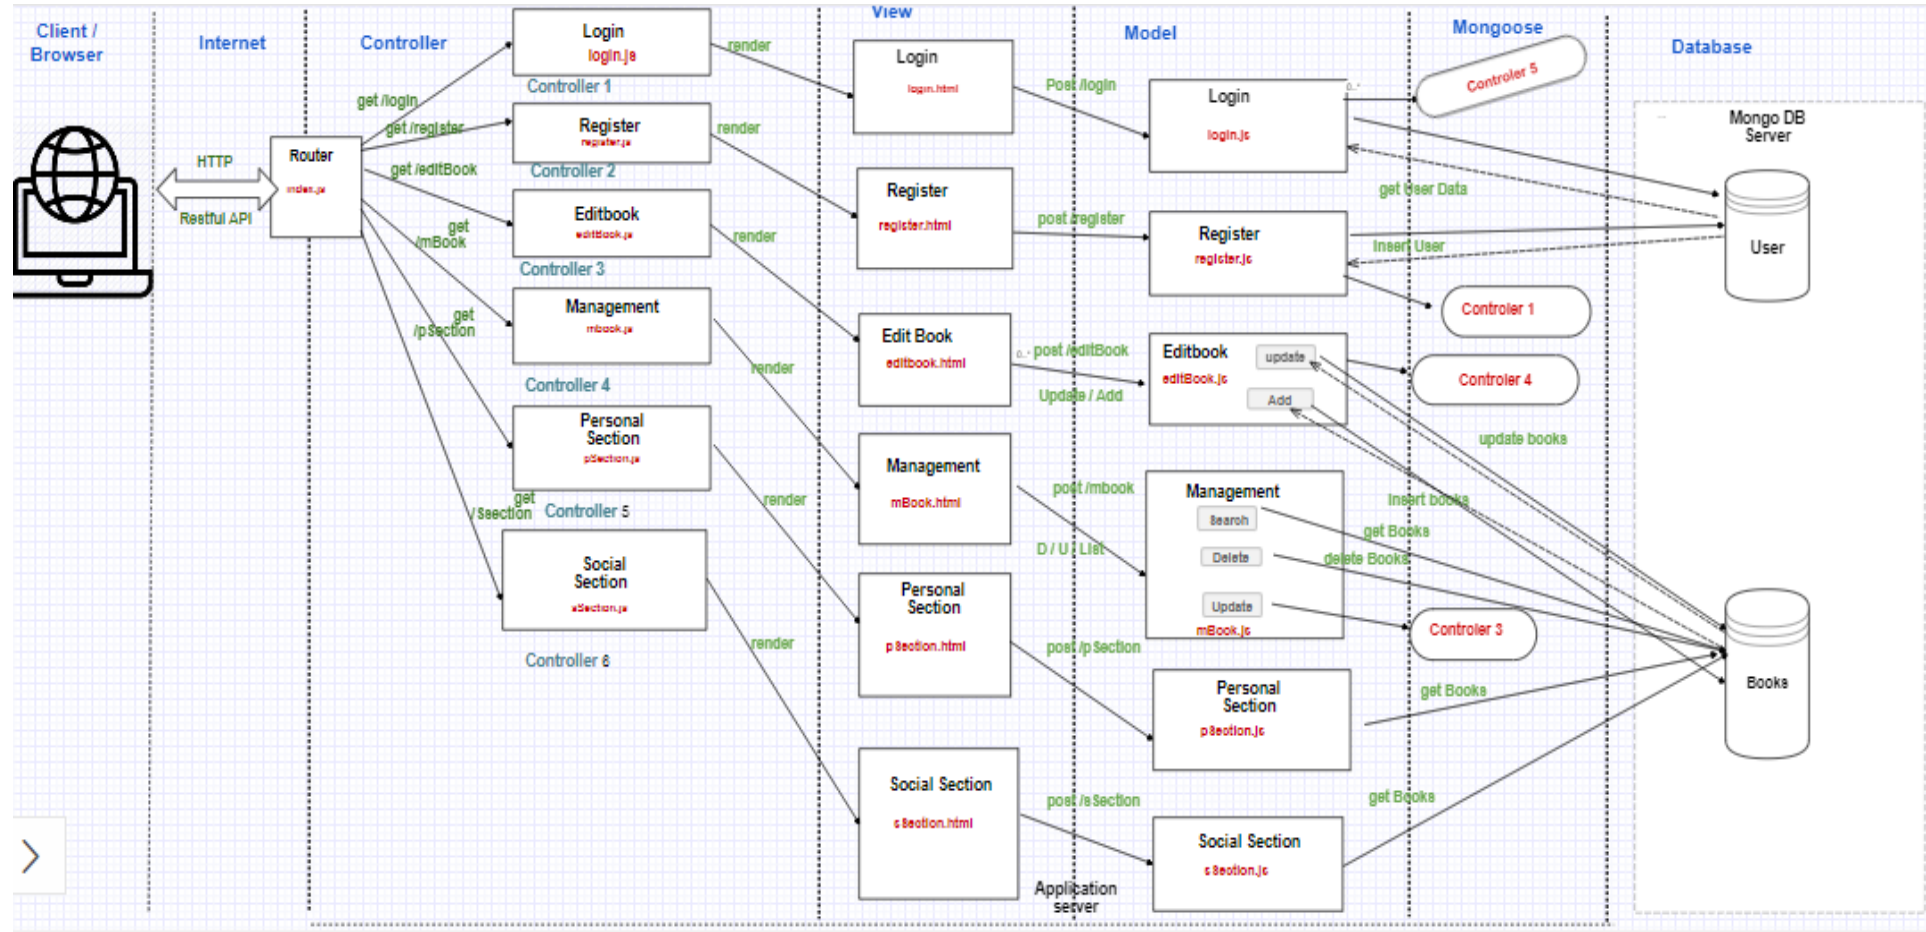 Client /
Browser
Internet
Controller
View
Model
Mongoose
Database
HTTP
Restful API
Router
index.js
get /login
get /register
get /editBook
get
/mBook
get
/pSection
get
/Ssection
Login
login.js
Controller 1
Register
register.js
Controller 2
Editbook
editBook.js
Controller 3
Management
mbook.js
Controller 4
Personal
Section
pSection.js
Controller 5
Social
Section
sSection.js
Controller 6
render
render
render
render
render
render
Login
login.html
Register
register.html
Edit Book
editbook.html
Management
mBook.html
Personal
Section
pSection.html
Social Section
sSection.html
Post /login
post /register
0..*
post /editBook
Update / Add
post /mbook
D / U / List
post /pSection
post /sSection
Application
server
Login
login.js
0..*
Register
register.js
Editbook
editBook.js
update
Add
Management
Search
Delete
Update
mBook.js
Personal
Section
pSection.js
Social Section
sSection.js
Controler 5
get User Data
Insert User
Controler 1
Controler 4
update books
Insert books
get Books
delete Books
Controler 3
get Books
get Books
Mongo DB
Server
User
Books